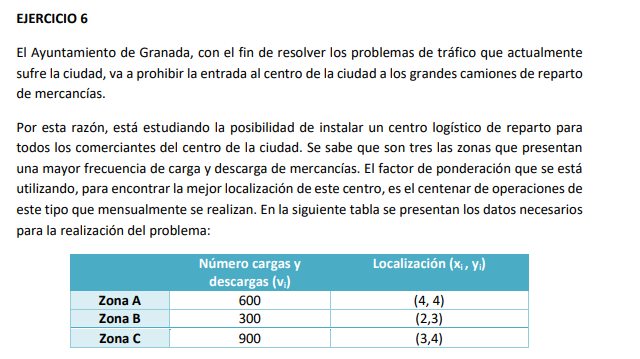 EJERCICIO 6
El Ayuntamiento de Granada, con el fin de resolver los problemas de tráfico que actualmente
sufre la ciudad, va a prohibir la entrada al centro de la ciudad a los grandes camiones de reparto
de mercancías.
Por esta razón, está estudiando la posibilidad de instalar un centro logístico de reparto para
todos los comerciantes del centro de la ciudad. Se sabe que son tres las zonas que presentan
una mayor frecuencia de carga y descarga de mercancías. El factor de ponderación que se está
utilizando, para encontrar la mejor localización de este centro, es el centenar de operaciones de
este tipo que mensualmente se realizan. En la siguiente tabla se presentan los datos necesarios
para la realización del problema:
Número cargas y descargas (vᵢ) Localización (xᵢ , yᵢ)
Zona A 600 (4, 4)
Zona B 300 (2,3)
Zona C 900 (3,4)